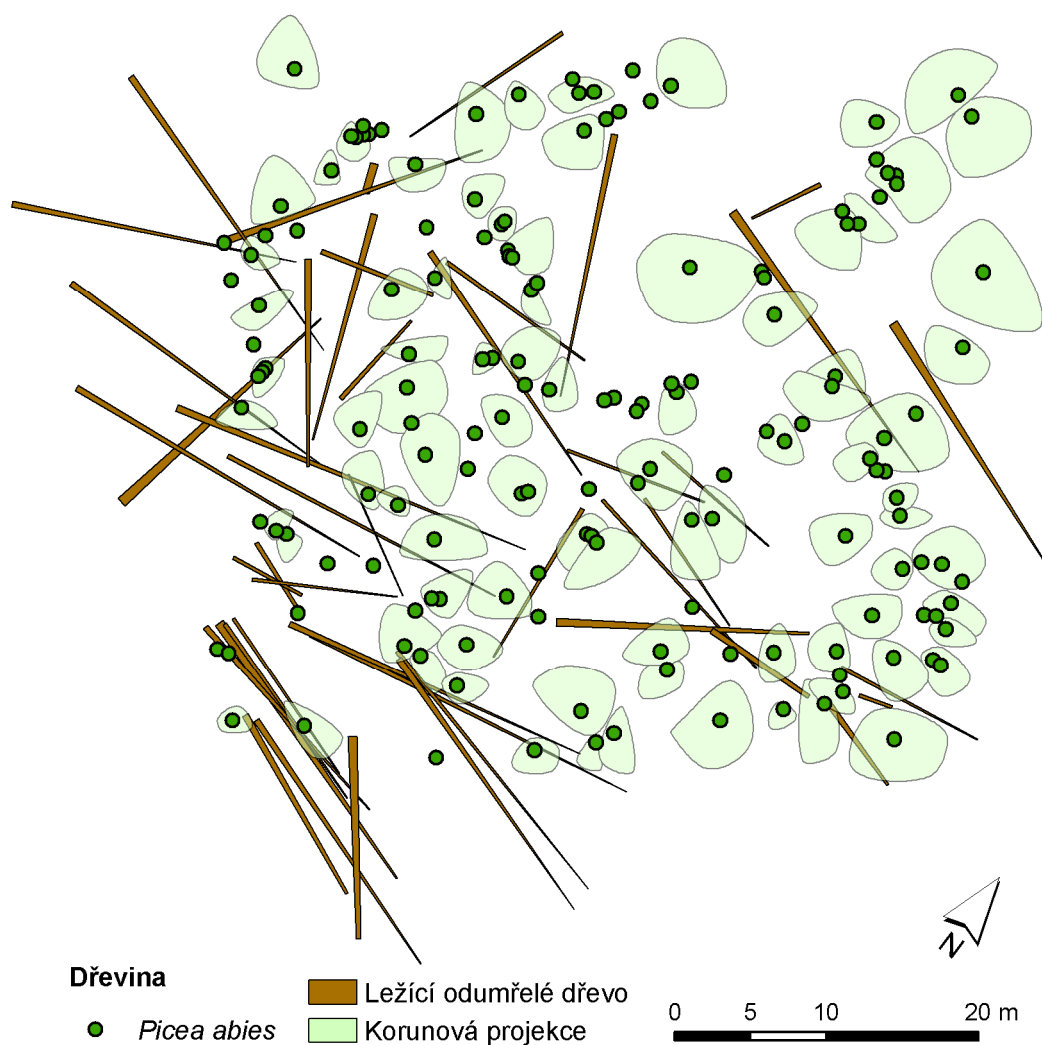 N
Dřevina
Picea abies
Ležící odumřelé dřevo
Korunová projekce
0 5 10 20 m